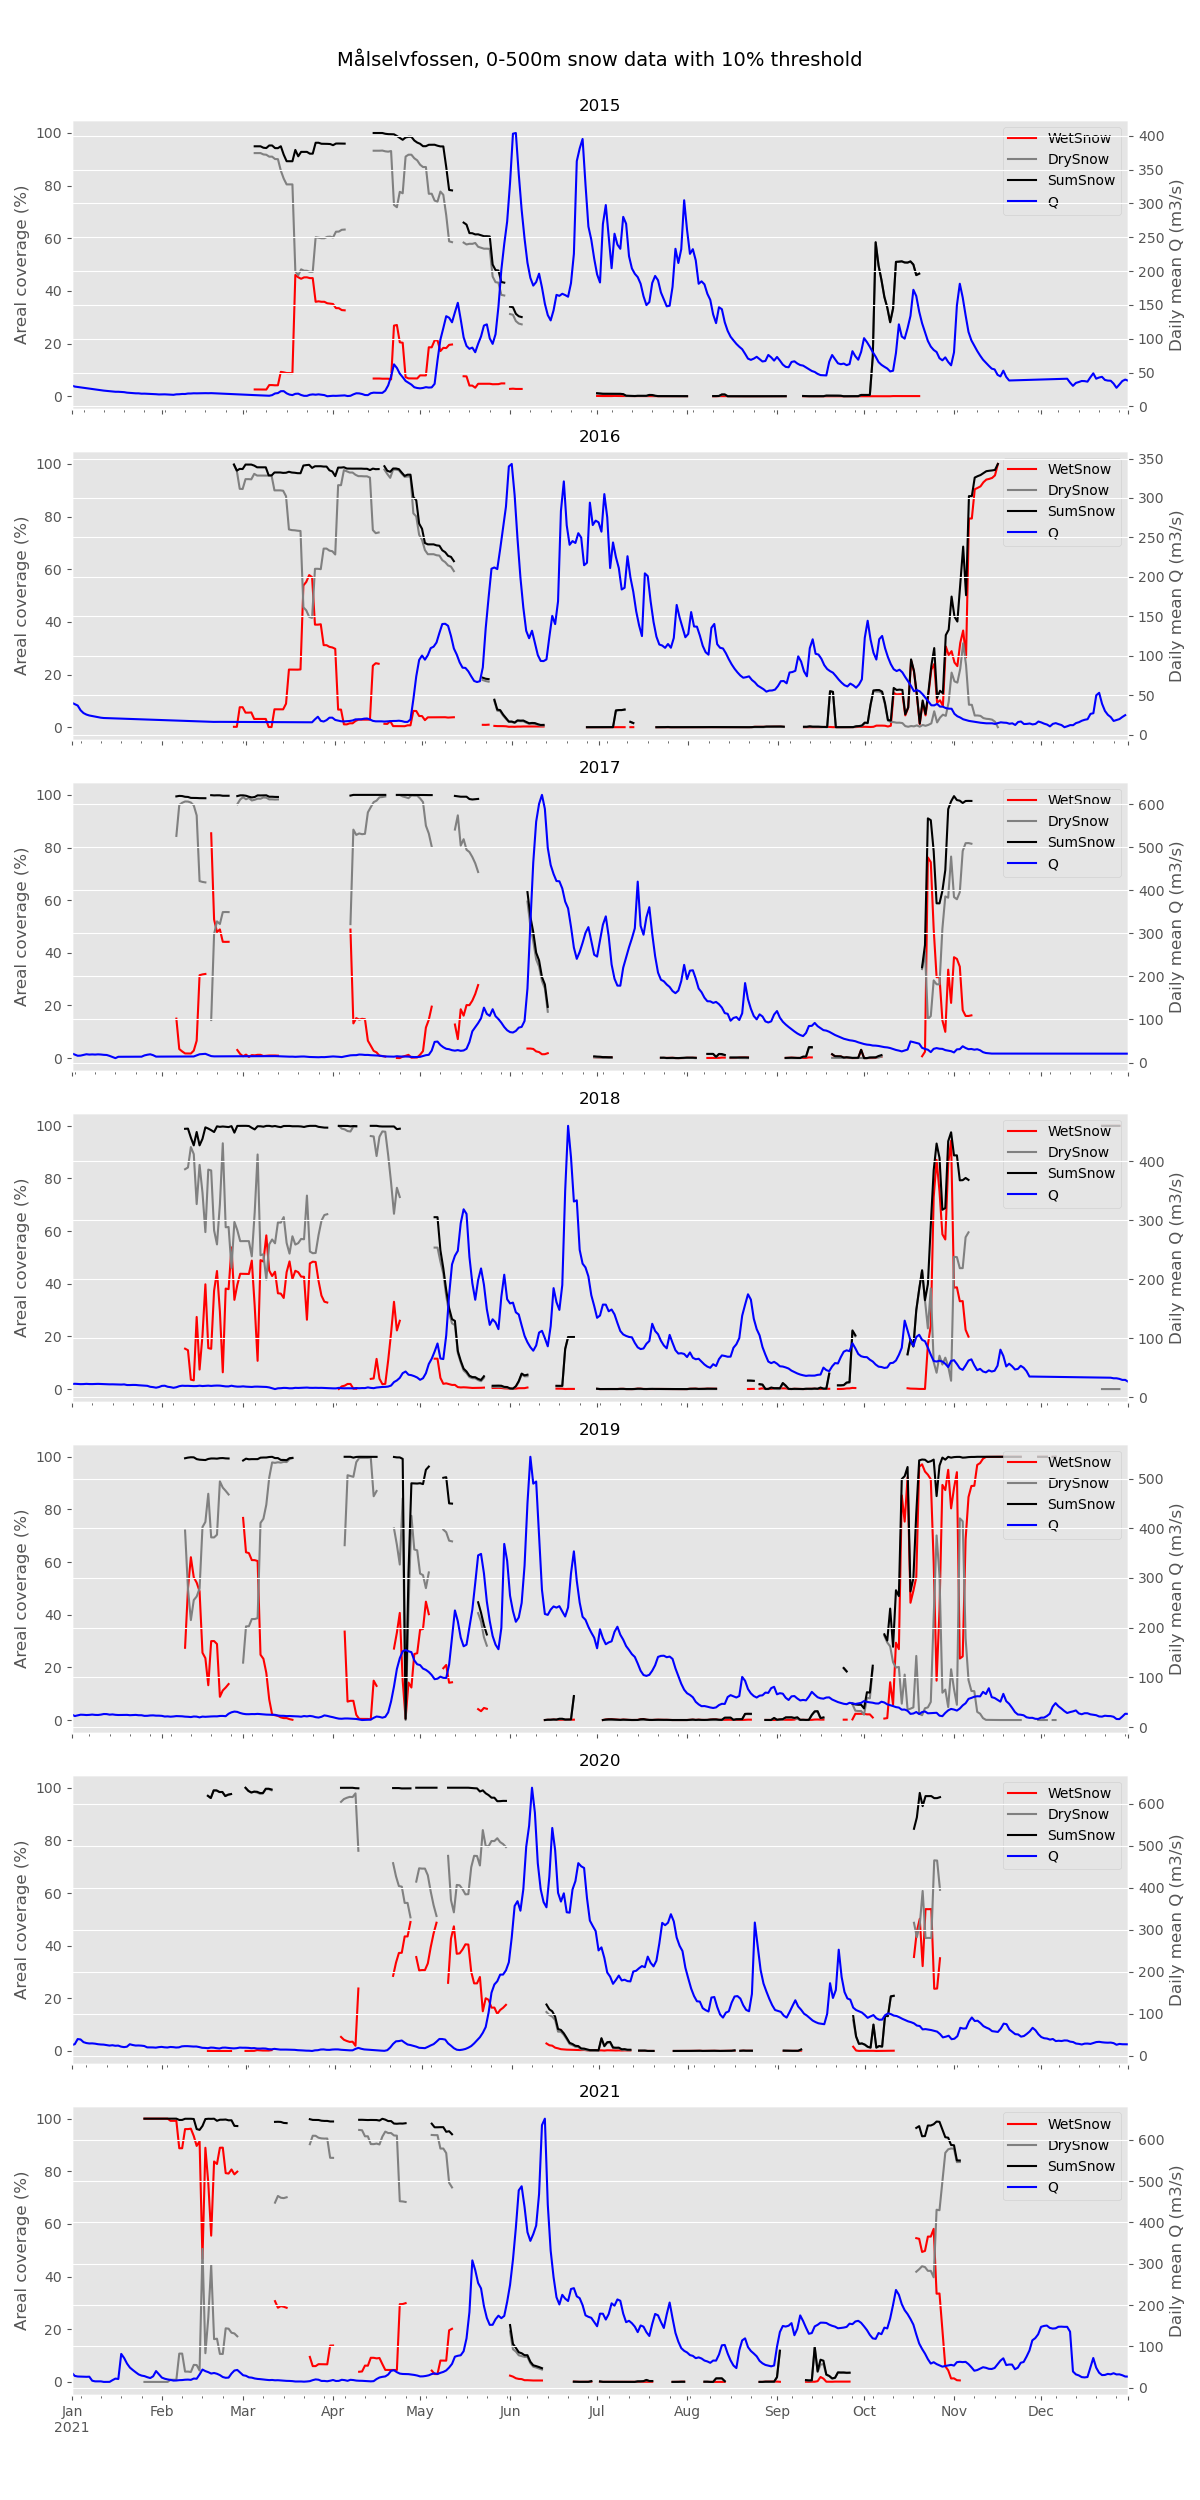 Målselvfossen, 0-500m snow data with 10% threshold
2015
100
80
60
40
20
0
Areal coverage (%)
WetSnow
DrySnow
SumSnow
Q
400
350
300
250
200
150
100
50
0
Daily mean Q (m3/s)
2016
100
80
60
40
20
0
Areal coverage (%)
WetSnow
DrySnow
SumSnow
Q
350
300
250
200
150
100
50
0
Daily mean Q (m3/s)
2017
100
80
60
40
20
0
Areal coverage (%)
WetSnow
DrySnow
SumSnow
Q
600
500
400
300
200
100
0
Daily mean Q (m3/s)
2018
100
80
60
40
20
0
Areal coverage (%)
WetSnow
DrySnow
SumSnow
Q
400
300
200
100
0
Daily mean Q (m3/s)
2019
100
80
60
40
20
0
Areal coverage (%)
WetSnow
DrySnow
SumSnow
Q
500
400
300
200
100
0
Daily mean Q (m3/s)
2020
100
80
60
40
20
0
Areal coverage (%)
WetSnow
DrySnow
SumSnow
Q
600
500
400
300
200
100
0
Daily mean Q (m3/s)
2021
100
80
60
40
20
0
Areal coverage (%)
WetSnow
DrySnow
SumSnow
Q
600
500
400
300
200
100
0
Daily mean Q (m3/s)
Jan Feb Mar Apr May Jun Jul Aug Sep Oct Nov Dec
2021